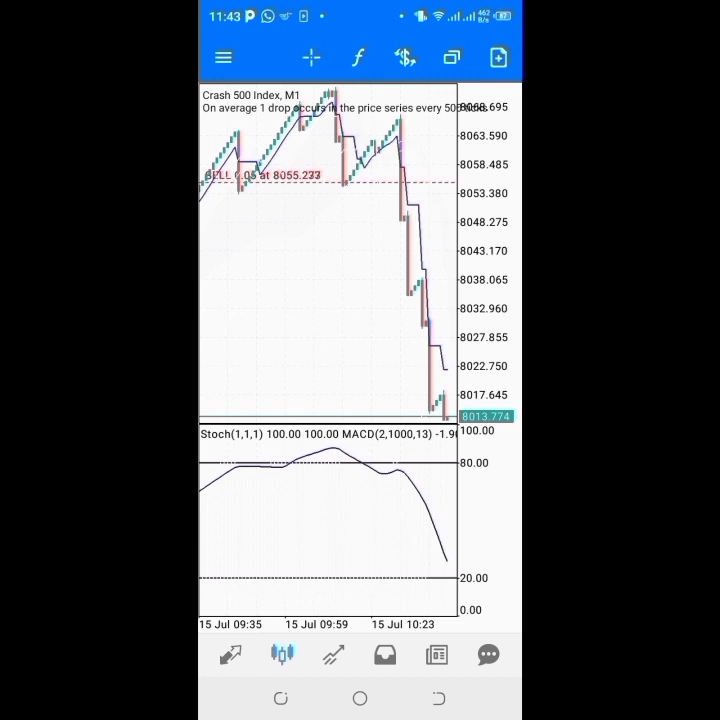 11:43
462
B/s
87
Crash 500 Index, M1
On average 1 drop occurs in the price series every 500
8068.695
8063.590
SELL 0.05 at 8055.233
8058.485
8053.380
8048.275
8043.170
8038.065
8032.960
8027.855
8022.750
8017.645
8013.774
Stoch(1,1,1) 100.00 100.00 MACD(2,1000,13) -1.9
100.00
80.00
20.00
0.00
15 Jul 09:35
15 Jul 09:59
15 Jul 10:23